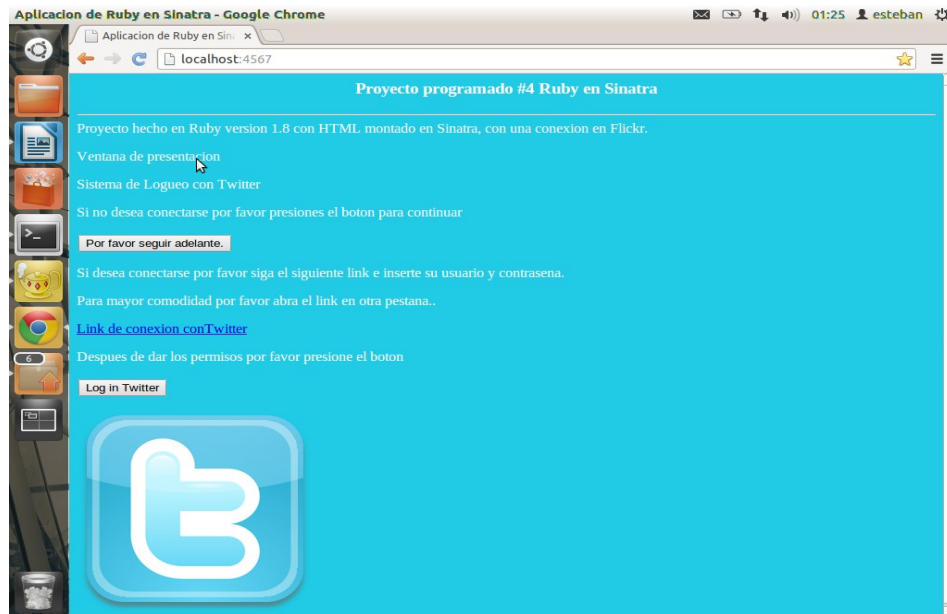 Aplicacion de Ruby en Sinatra - Google Chrome
01:25 esteban
Aplicacion de Ruby en Sin
localhost:4567
Proyecto programado #4 Ruby en Sinatra
Proyecto hecho en Ruby version 1.8 con HTML montado en Sinatra, con una conexion en Flickr.
Ventana de presentacion
Sistema de Logueo con Twitter
Si no desea conectarse por favor presiones el boton para continuar
Por favor seguir adelante.
Si desea conectarse por favor siga el siguiente link e inserte su usuario y contrasena.
Para mayor comodidad por favor abra el link en otra pestana..
Link de conexion conTwitter
Despues de dar los permisos por favor presione el boton
6
Log in Twitter